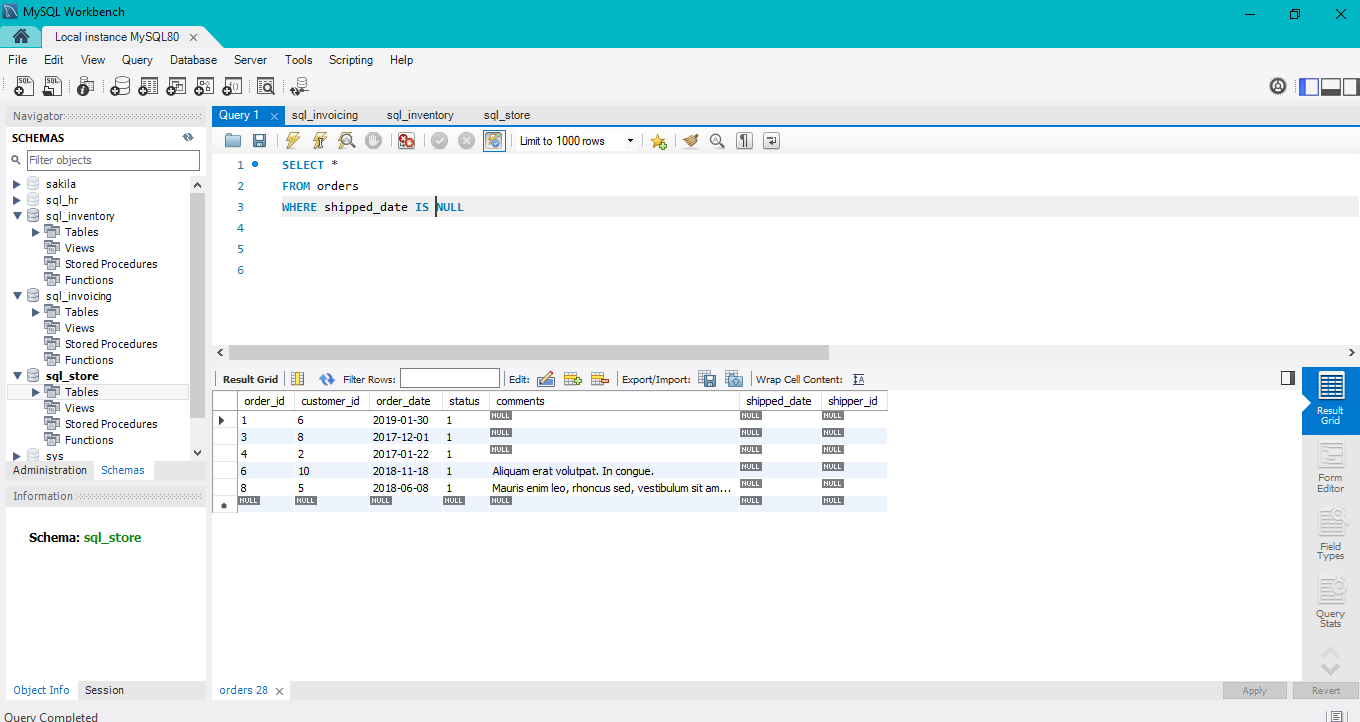 MySQL Workbench
Local instance MySQL80
File Edit View Query Database Server Tools Scripting Help
Navigator
SCHEMAS
Filter objects
sakila
sql_hr
sql_inventory
Tables
Views
Stored Procedures
Functions
sql_invoicing
Tables
Views
Stored Procedures
Functions
sql_store
Tables
Views
Stored Procedures
Functions
sys
Administration Schemas
Information
Schema: sql_store
Object Info Session
Query 1 sql_invoicing sql_inventory sql_store
Limit to 1000 rows
1 SELECT *
2 FROM orders
3 WHERE shipped_date IS NULL
4
5
6
Result Grid Filter Rows: Edit: Export/Import: Wrap Cell Content:
order_id customer_id order_date status comments shipped_date shipper_id
1 6 2019-01-30 1 NULL NULL NULL
3 8 2017-12-01 1 NULL NULL NULL
4 2 2017-01-22 1 NULL NULL NULL
6 10 2018-11-18 1 Aliquam erat volutpat. In congue. NULL NULL
8 5 2018-06-08 1 Mauris enim leo, rhoncus sed, vestibulum sit am... NULL NULL
NULL NULL NULL NULL NULL NULL NULL
Result
Grid
Form
Editor
Field
Types
Query
Stats
orders 28
Apply Revert
Query Completed